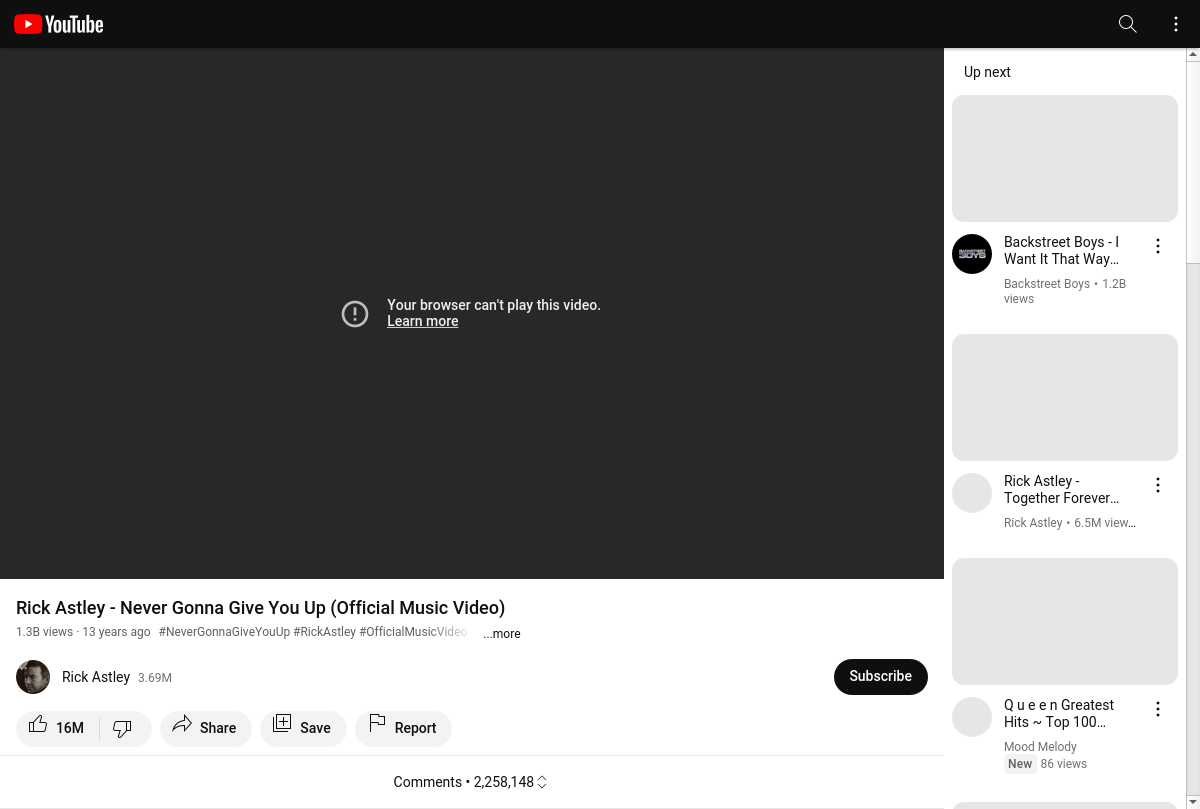 YouTube
Up next
Your browser can't play this video.
Learn more
BACKSTREET
BOYS
Backstreet Boys - I
Want It That Way...
Backstreet Boys • 1.2B
views
Rick Astley -
Together Forever...
Rick Astley • 6.5M view...
Q u e e n Greatest
Hits ~ Top 100...
Mood Melody
New 86 views
Rick Astley - Never Gonna Give You Up (Official Music Video)
1.3B views · 13 years ago #NeverGonnaGiveYouUp #RickAstley #OfficialMusicVideo ...more
Rick Astley 3.69M
Subscribe
16M
Share
Save
Report
Comments • 2,258,148